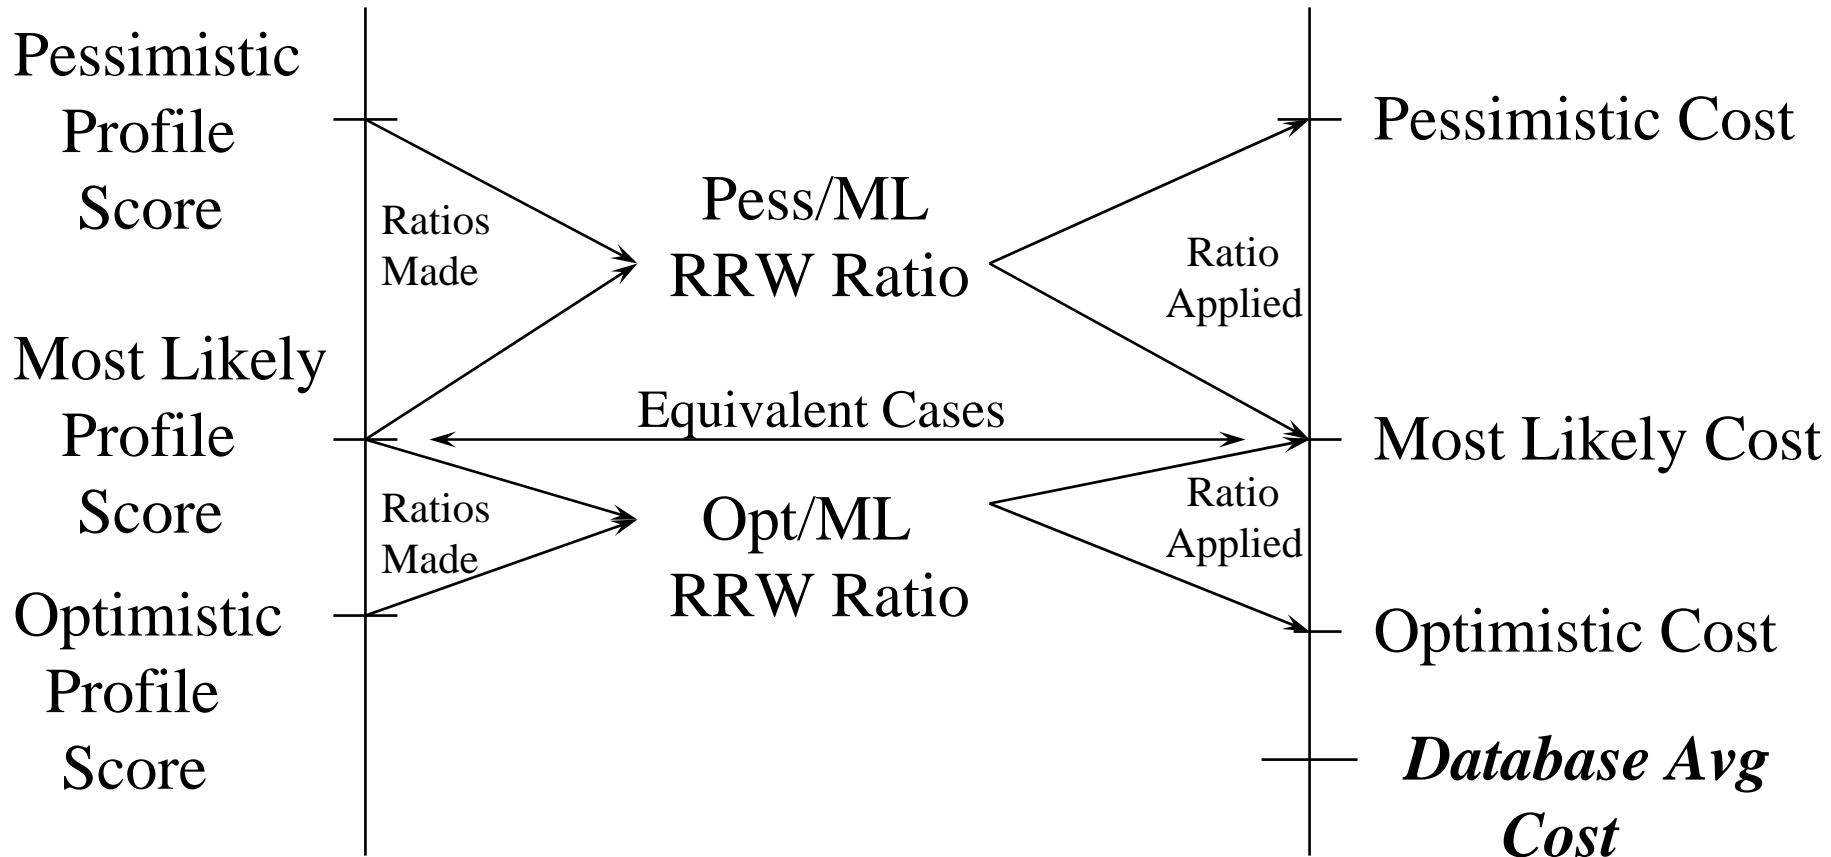 Pessimistic
Profile
Score
Ratios
Made
Most Likely
Profile
Score
Ratios
Made
Optimistic
Profile
Score
Pess/ML
RRW Ratio
Equivalent Cases
Opt/ML
RRW Ratio
Ratio
Applied
Ratio
Applied
Pessimistic Cost
Most Likely Cost
Optimistic Cost
Database Avg
Cost